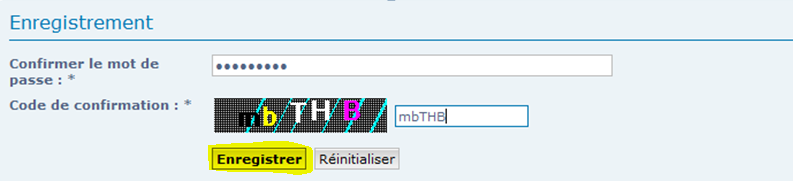 Enregistrement
Confirmer le mot de passe : * •••••••••
Code de confirmation : * mbTHB mbTHB
Enregistrer Réinitialiser